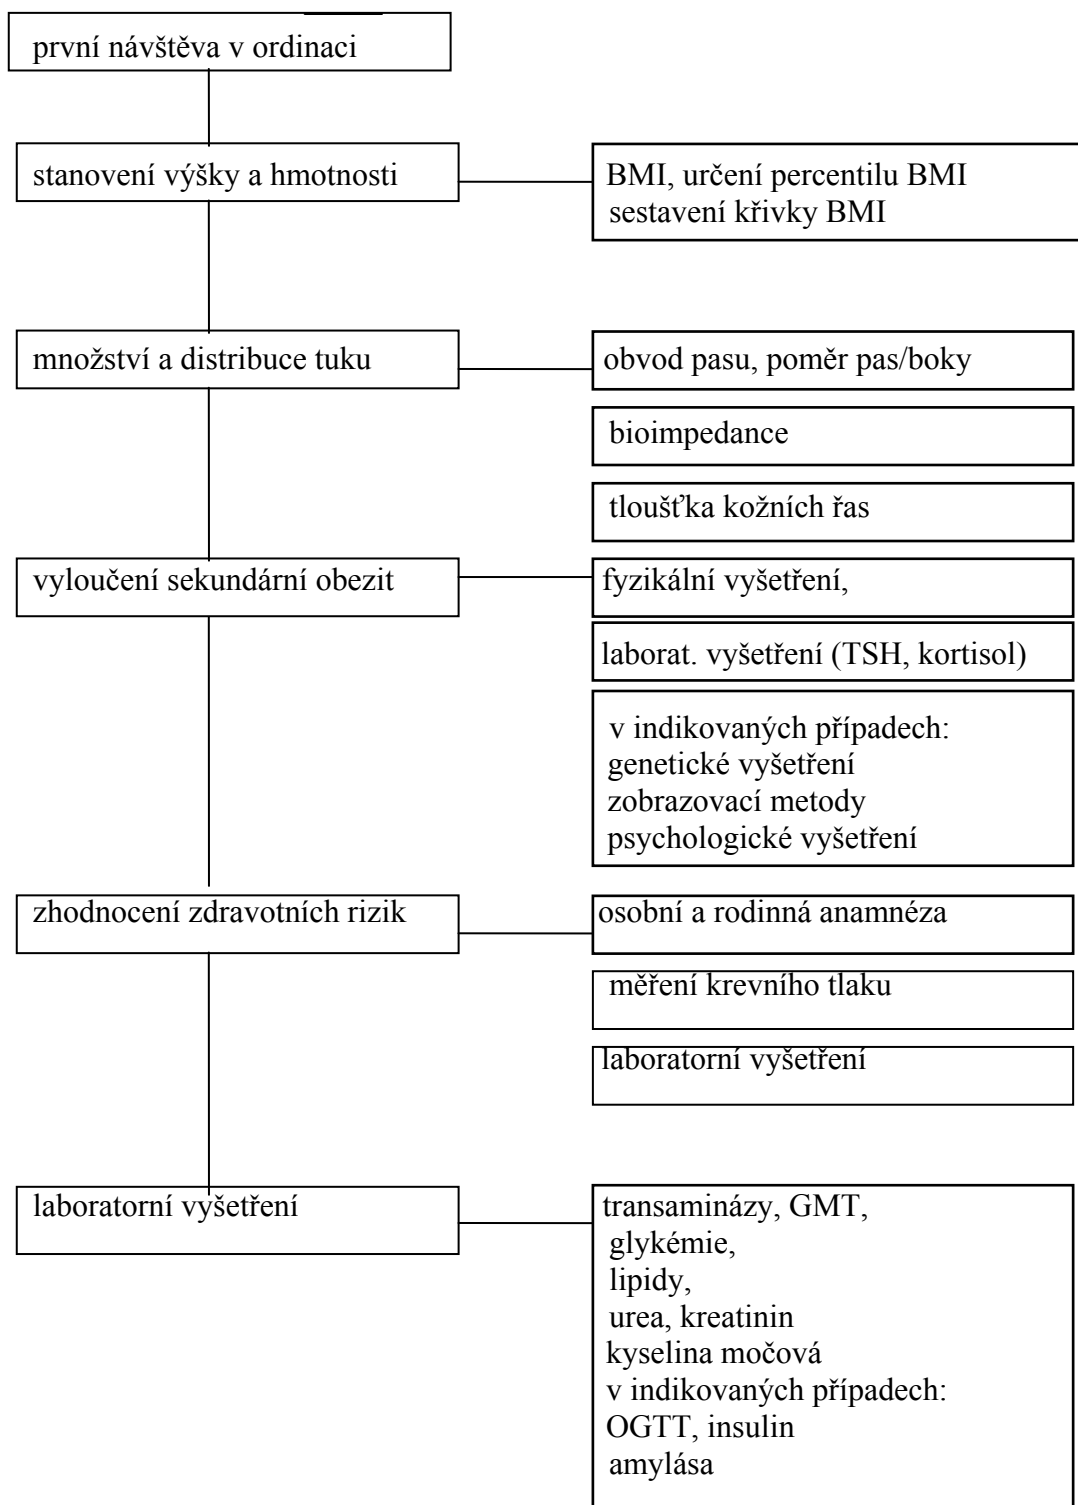 první návštěva v ordinaci
stanovení výšky a hmotnosti
BMI, určení percentilu BMI
sestavení křivky BMI
množství a distribuce tuku
obvod pasu, poměr pas/boky
bioimpedance
tloušťka kožních řas
vyloučení sekundární obezit
fyzikální vyšetření,
laborat. vyšetření (TSH, kortisol)
v indikovaných případech:
genetické vyšetření
zobrazovací metody
psychologické vyšetření
zhodnocení zdravotních rizik
osobní a rodinná anamnéza
měření krevního tlaku
laboratorní vyšetření
laboratorní vyšetření
transaminázy, GMT,
glykémie,
lipidy,
urea, kreatinin
kyselina močová
v indikovaných případech:
OGTT, insulin
amylása